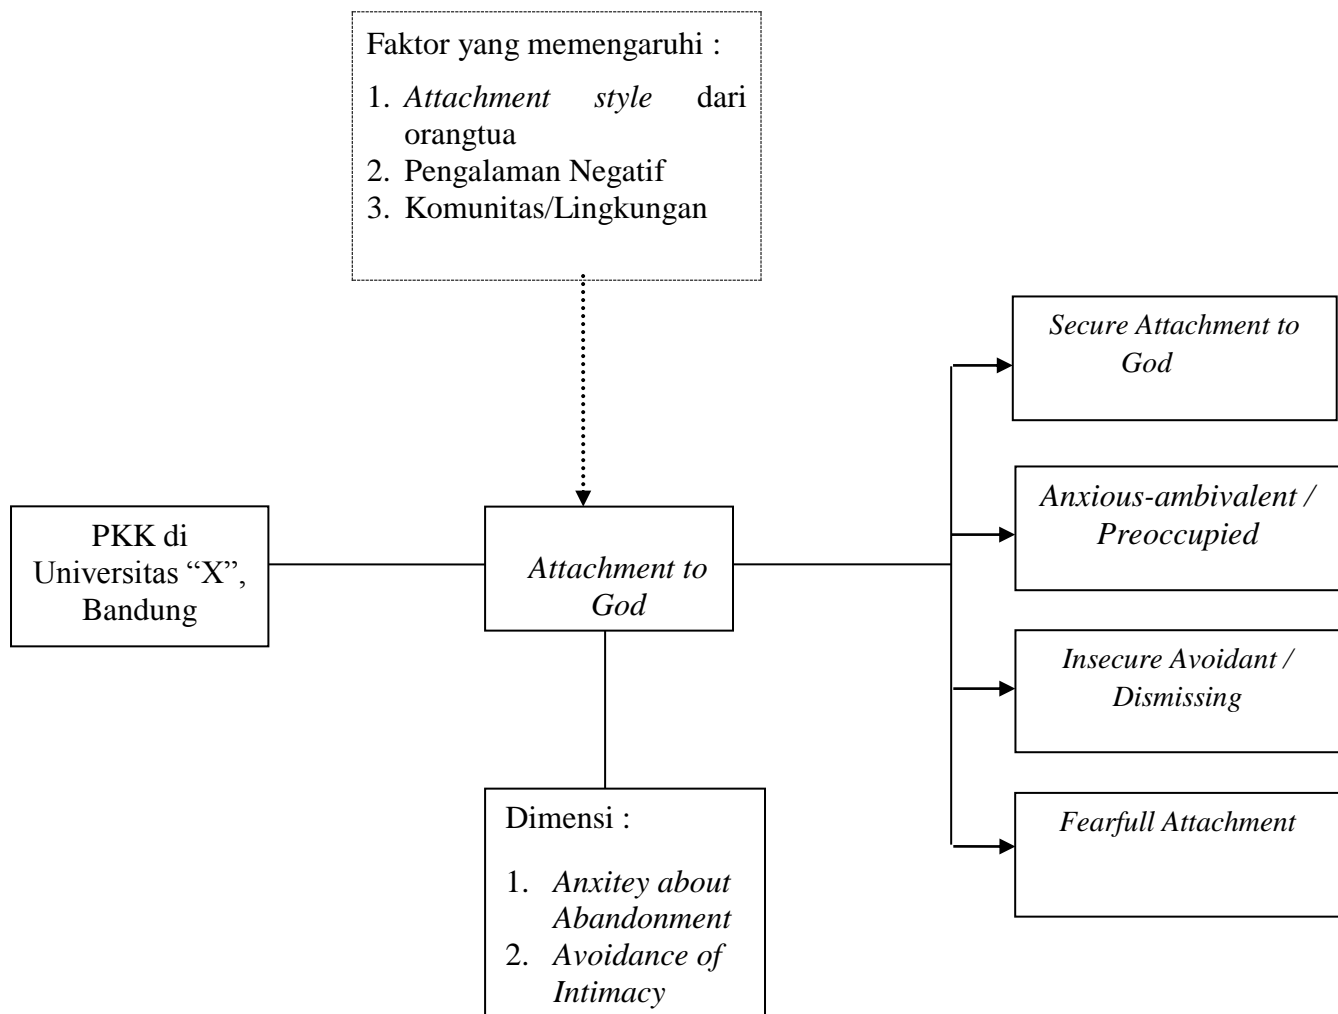 Faktor yang memengaruhi :
1. Attachment style dari
orangtua
2. Pengalaman Negatif
3. Komunitas/Lingkungan
PKK di
Universitas “X”,
Bandung
Attachment to
God
Dimensi :
1. Anxitey about
Abandonment
2. Avoidance of
Intimacy
Secure Attachment to
God
Anxious-ambivalent /
Preoccupied
Insecure Avoidant /
Dismissing
Fearfull Attachment